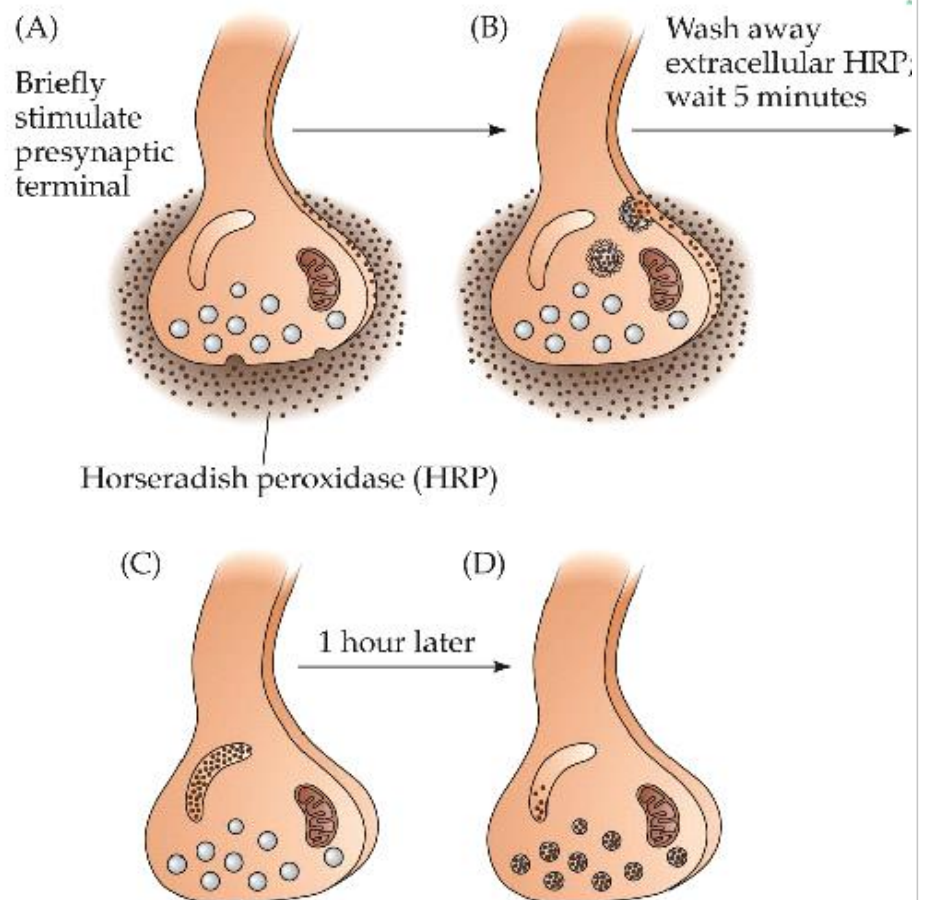 (A)
Briefly
stimulate
presynaptic
terminal
(B)
Wash away
extracellular HRP;
wait 5 minutes
Horseradish peroxidase (HRP)
(C)
1 hour later
(D)